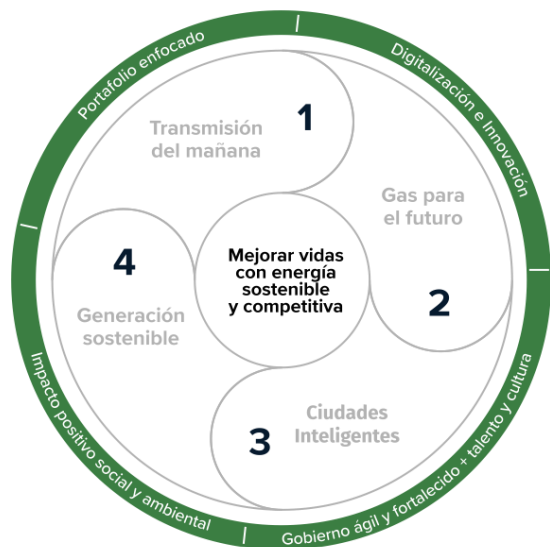 Portafolio enfocado
Digitalización e Innovación
1
Transmisión
del mañana
Gas para
el futuro
2
4
Generación
sostenible
Mejorar vidas
con energía
sostenible
y competitiva
3
Ciudades
Inteligentes
Impacto positivo social y ambiental
Gobierno ágil y fortalecido + talento y cultura